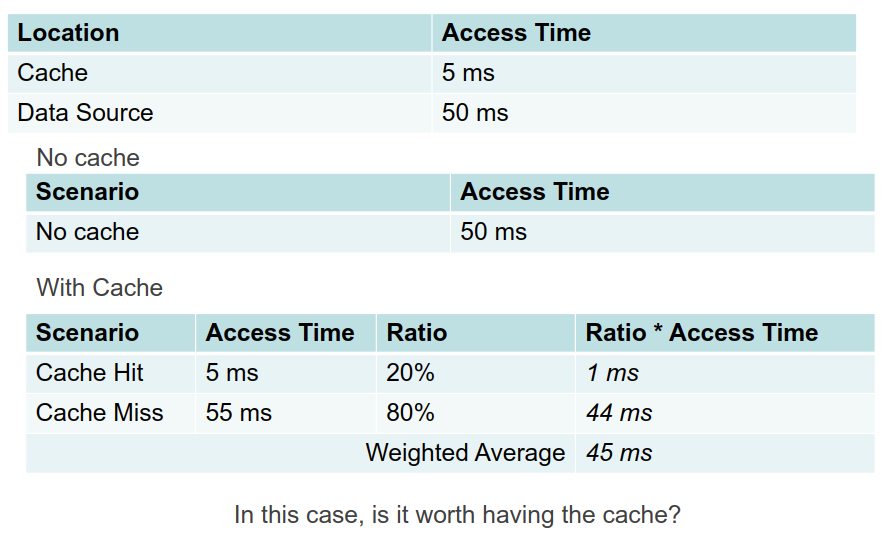 Location Access Time
Cache 5 ms
Data Source 50 ms
No cache
Scenario Access Time
No cache 50 ms
With Cache
Scenario Access Time Ratio Ratio * Access Time
Cache Hit 5 ms 20% 1 ms
Cache Miss 55 ms 80% 44 ms
Weighted Average 45 ms
In this case, is it worth having the cache?